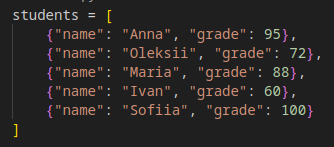 students = [
    {"name": "Anna", "grade": 95},
    {"name": "Oleksii", "grade": 72},
    {"name": "Maria", "grade": 88},
    {"name": "Ivan", "grade": 60},
    {"name": "Sofiia", "grade": 100}
]